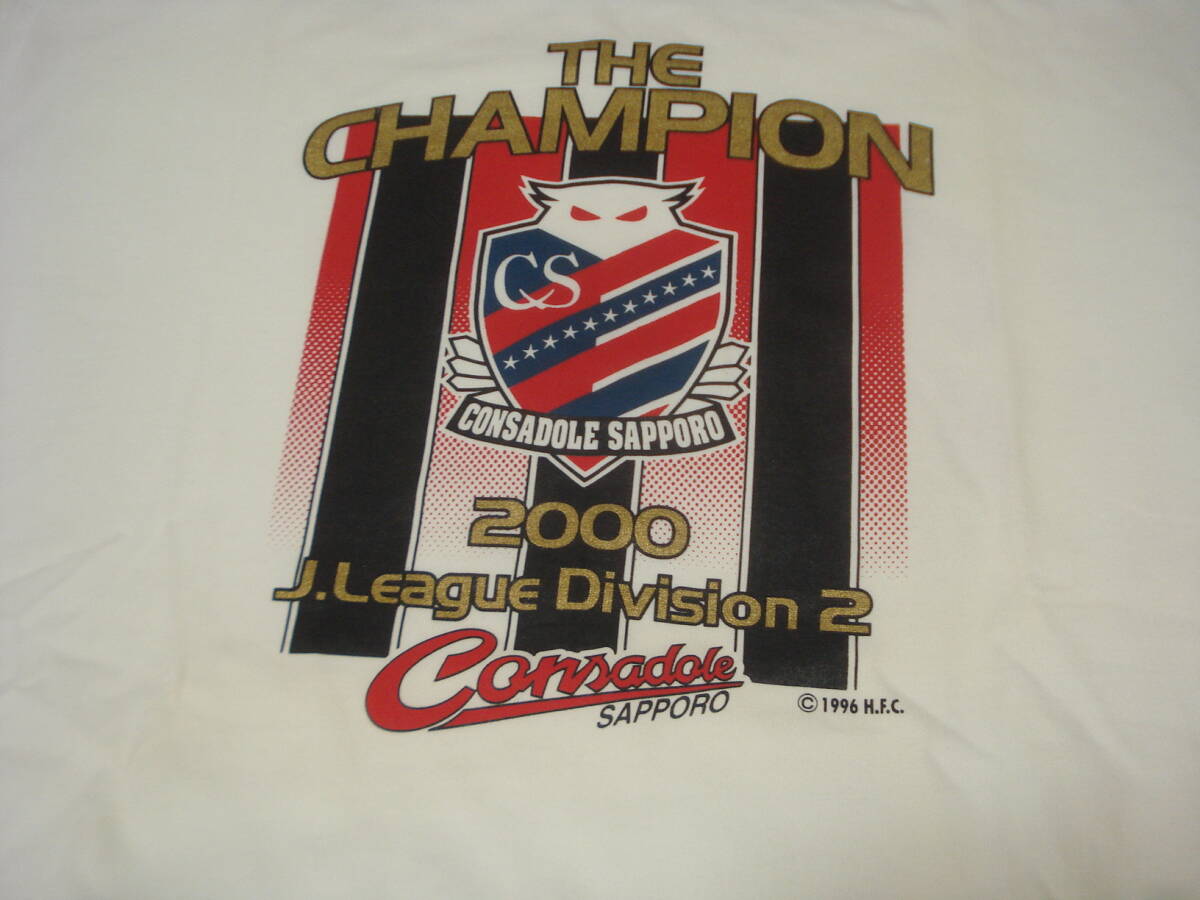 THE
CHAMPION
CS
CONSADOLE SAPPORO
2000
J.League Division 2
Consadole
SAPPORO
© 1996 H.F.C.